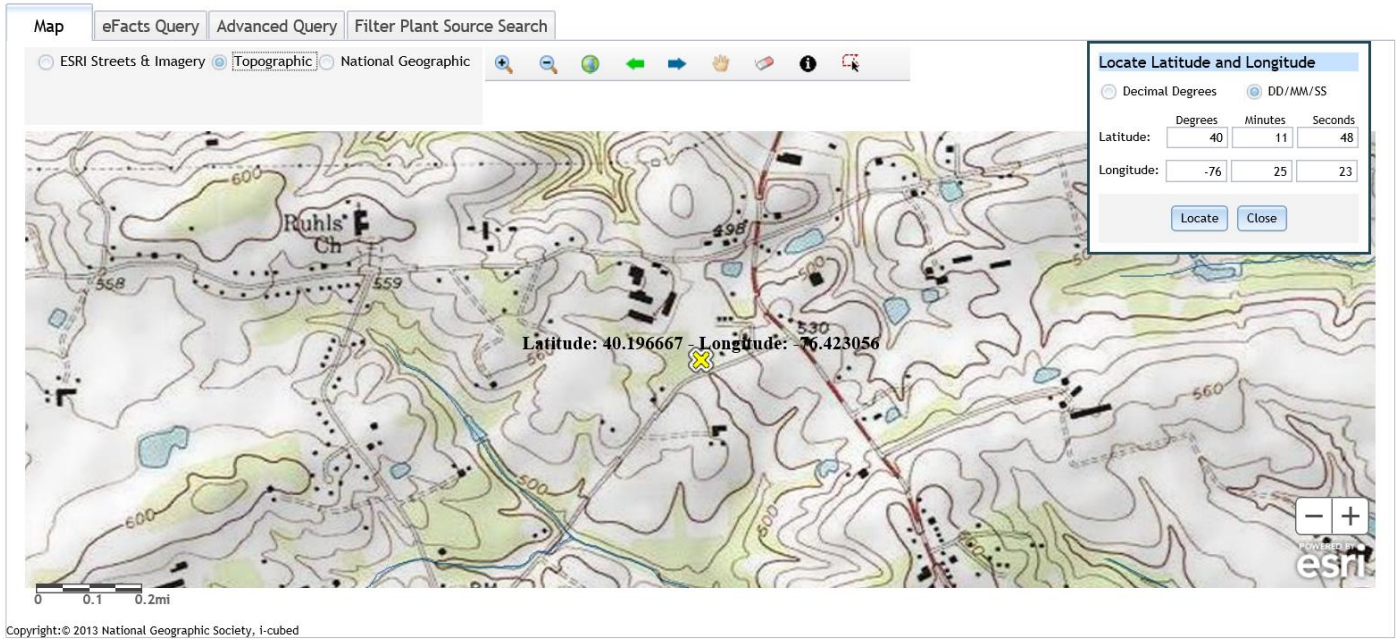 Map
eFacts Query
Advanced Query
Filter Plant Source Search
ESRI Streets & Imagery
Topographic
National Geographic
Locate Latitude and Longitude
Decimal Degrees
DD/MM/SS
Degrees Minutes Seconds
Latitude: 40 11 48
Longitude: -76 25 23
Locate Close
600
Ruhls
Ch
498
500
558
559
530
Latitude: 40.196667 - Longitude: -76.423056
560
500
600
500
500
− +
POWERED BY
esri
0 0.1 0.2mi
Copyright:© 2013 National Geographic Society, i-cubed